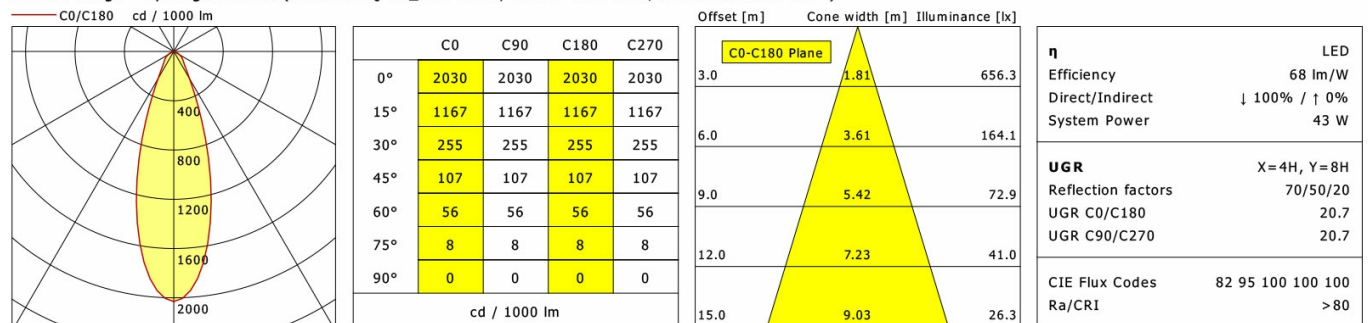 C0/C180 cd / 1000 lm
400
800
1200
1600
2000
C0 C90 C180 C270
0° 2030 2030 2030 2030
15° 1167 1167 1167 1167
30° 255 255 255 255
45° 107 107 107 107
60° 56 56 56 56
75° 8 8 8 8
90° 0 0 0 0
cd / 1000 lm
Offset [m] Cone width [m] Illuminance [lx]
C0-C180 Plane
3.0 1.81 656.3
6.0 3.61 164.1
9.0 5.42 72.9
12.0 7.23 41.0
15.0 9.03 26.3
η LED
Efficiency 68 lm/W
Direct/Indirect ↓ 100% / ↑ 0%
System Power 43 W
UGR X=4H, Y=8H
Reflection factors 70/50/20
UGR C0/C180 20.7
UGR C90/C270 20.7
CIE Flux Codes 82 95 100 100 100
Ra/CRI >80